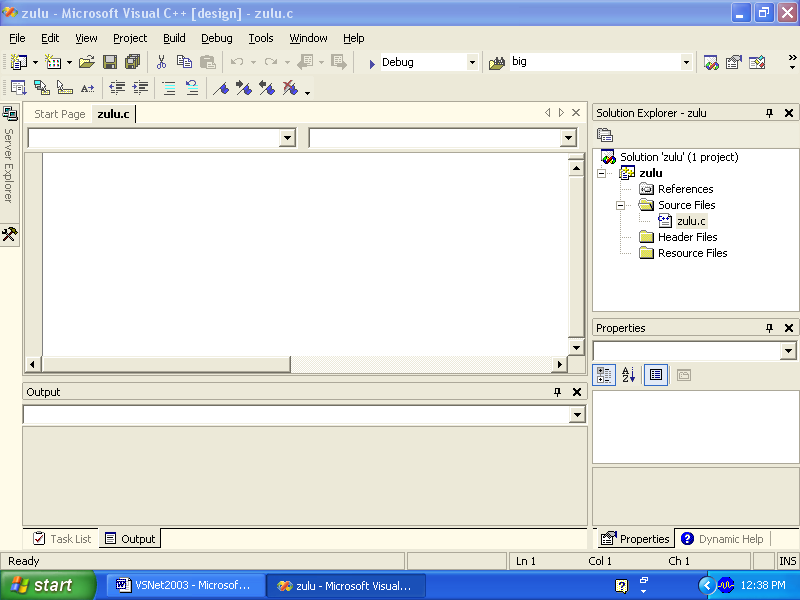 zulu - Microsoft Visual C++ [design] - zulu.c
File Edit View Project Build Debug Tools Window Help
Debug big
Start Page zulu.c
Server Explorer
Solution Explorer - zulu
Solution 'zulu' (1 project)
zulu
References
Source Files
zulu.c
Header Files
Resource Files
Properties
Output
Task List Output
Properties Dynamic Help
Ready Ln 1 Col 1 Ch 1 INS
start VSNet2003 - Microsof... zulu - Microsoft Visual... 12:38 PM